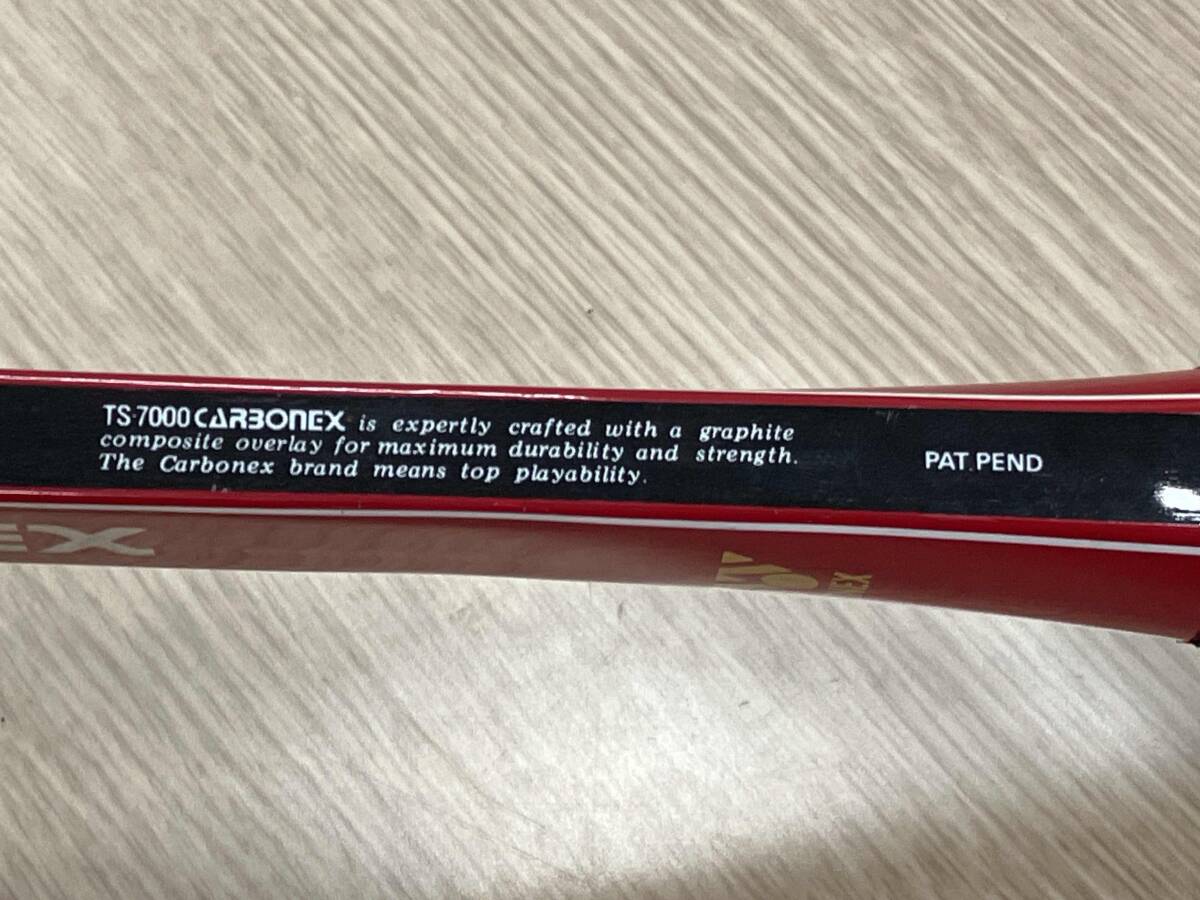 TS-7000 CARBONEX is expertly crafted with a graphite
composite overlay for maximum durability and strength.
The Carbonex brand means top playability.
PAT. PEND
EX